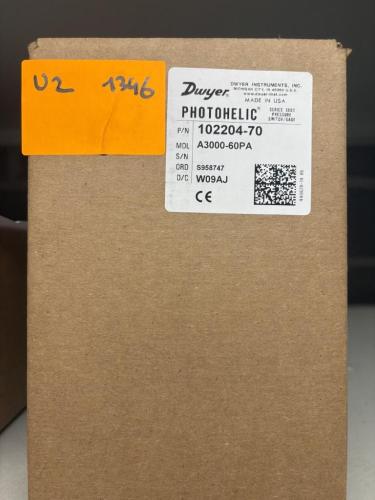 U2 1346
Dwyer
DWYER INSTRUMENTS, INC.
MICHIGAN CITY, IN 46360 U.S.A.
www.dwyer-inst.com
MADE IN USA
PHOTOHELIC®
SERIES 3000
PRESSURE
SWITCH/GAGE
P/N 102204-70
MDL A3000-60PA
S/N
ORD S958747
D/C W09AJ
CE